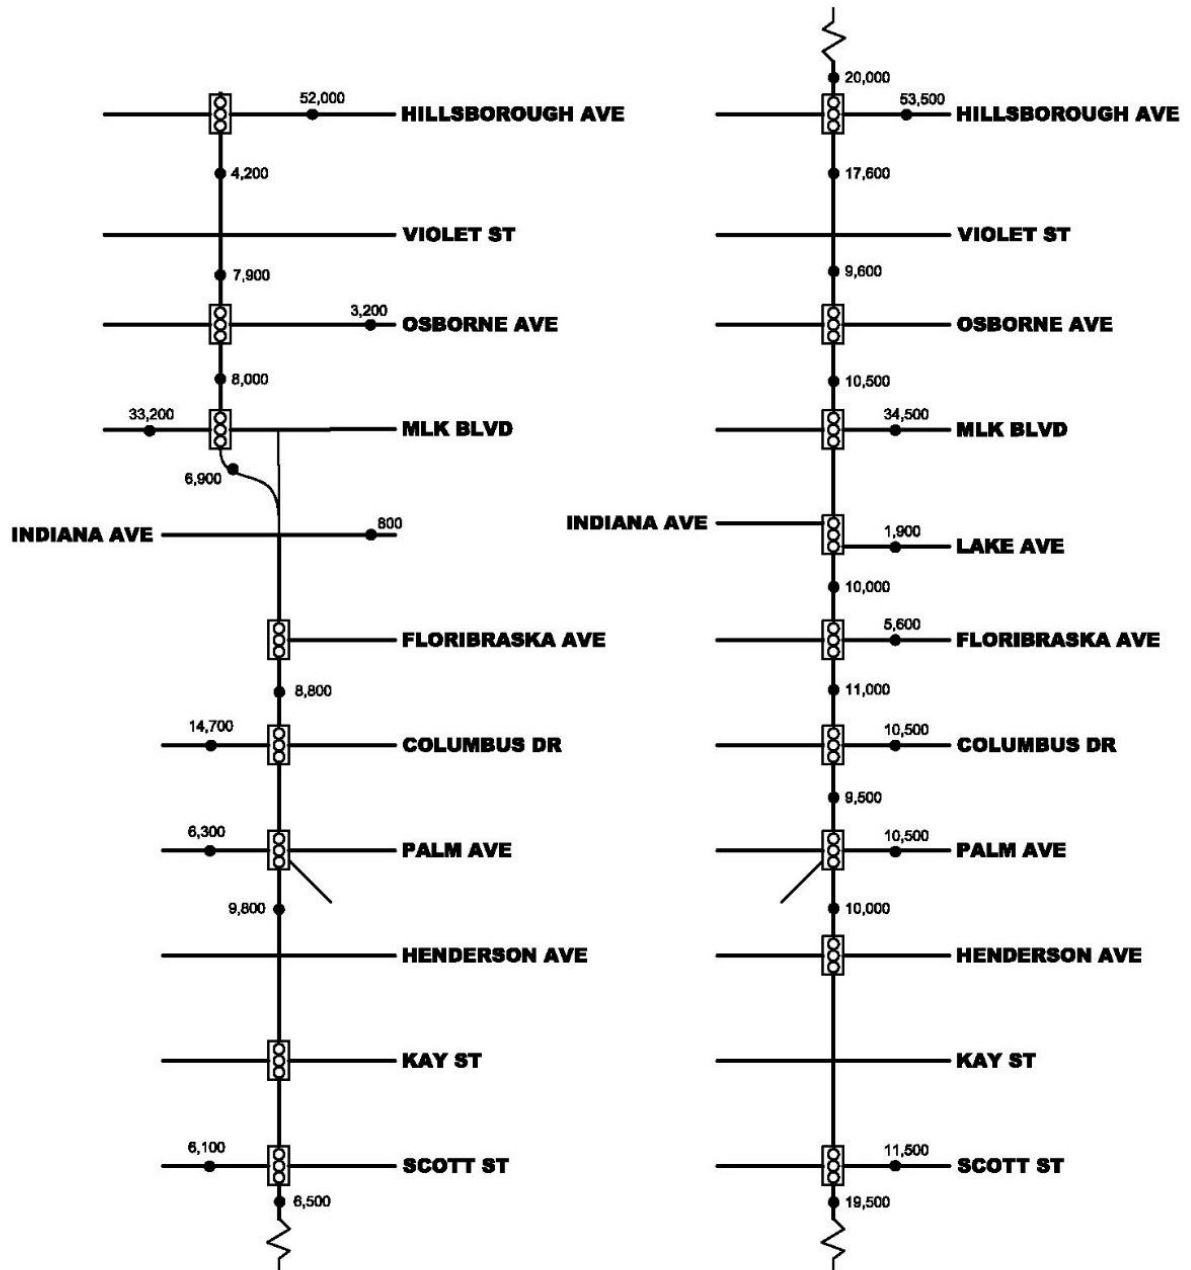 52,000
HILLSBOROUGH AVE
4,200
VIOLET ST
7,900
3,200
OSBORNE AVE
8,000
33,200
MLK BLVD
6,900
INDIANA AVE
800
FLORIBRASKA AVE
8,800
14,700
COLUMBUS DR
6,300
PALM AVE
9,800
HENDERSON AVE
KAY ST
6,100
SCOTT ST
6,500
20,000
53,500
HILLSBOROUGH AVE
17,600
VIOLET ST
9,600
OSBORNE AVE
10,500
34,500
MLK BLVD
INDIANA AVE
1,900
LAKE AVE
10,000
5,600
FLORIBRASKA AVE
11,000
10,500
COLUMBUS DR
9,500
10,500
PALM AVE
10,000
HENDERSON AVE
KAY ST
11,500
SCOTT ST
19,500